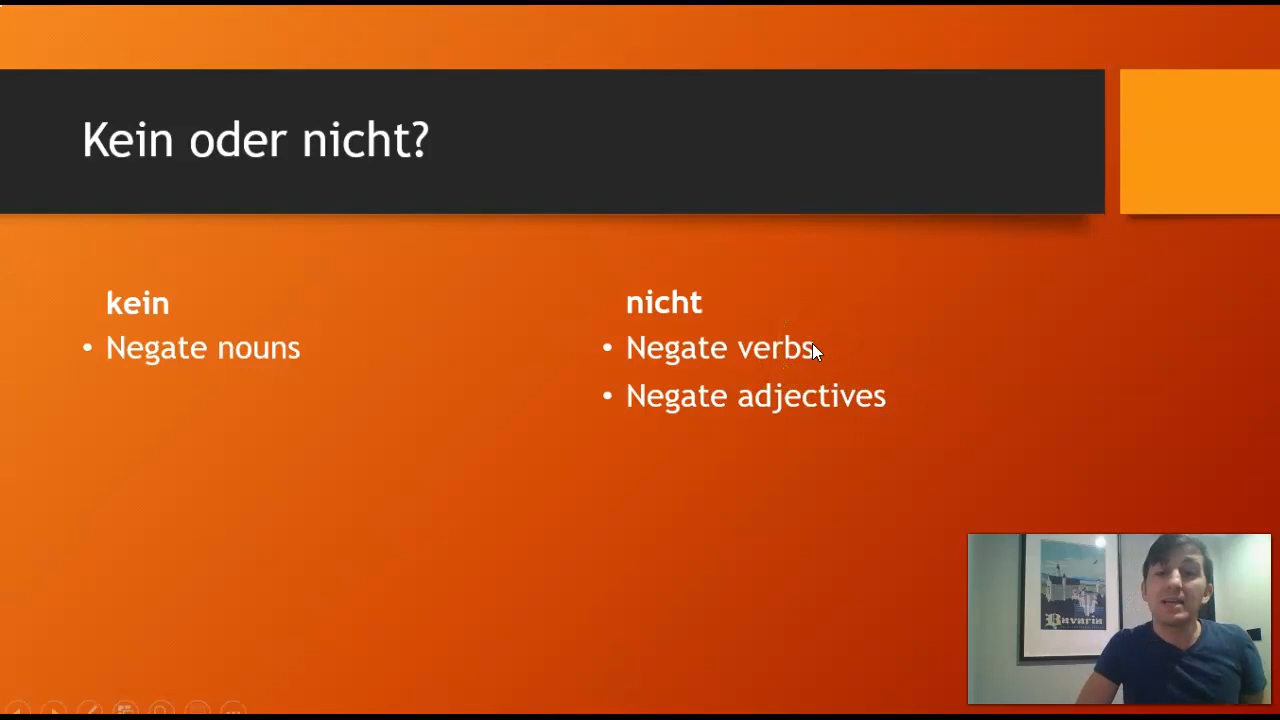 Kein oder nicht?
kein
• Negate nouns
nicht
• Negate verbs
• Negate adjectives
Bavaria